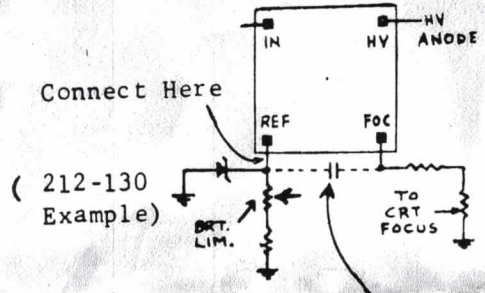 HV
IN HV ANODE
Connect Here
REF FOC
( 212-130
Example)
BRT.
LIM.
TO
CRT
FOCUS